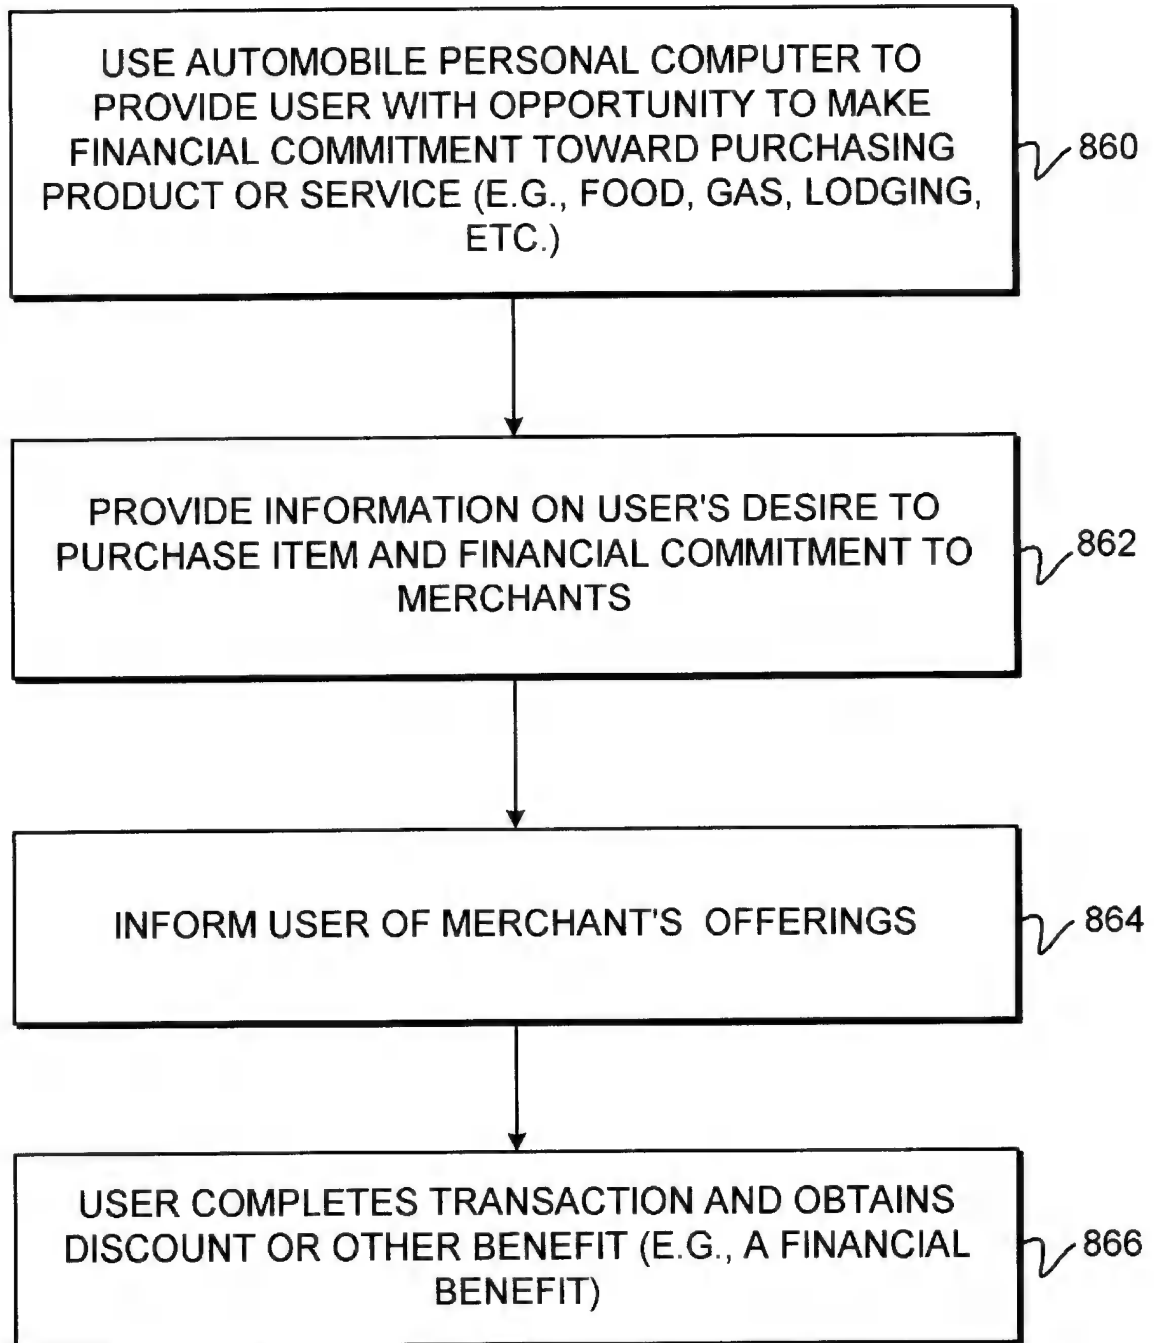 USE AUTOMOBILE PERSONAL COMPUTER TO
PROVIDE USER WITH OPPORTUNITY TO MAKE
FINANCIAL COMMITMENT TOWARD PURCHASING
PRODUCT OR SERVICE (E.G., FOOD, GAS, LODGING,
ETC.)
860
PROVIDE INFORMATION ON USER'S DESIRE TO
PURCHASE ITEM AND FINANCIAL COMMITMENT TO
MERCHANTS
862
INFORM USER OF MERCHANT'S OFFERINGS
864
USER COMPLETES TRANSACTION AND OBTAINS
DISCOUNT OR OTHER BENEFIT (E.G., A FINANCIAL
BENEFIT)
866